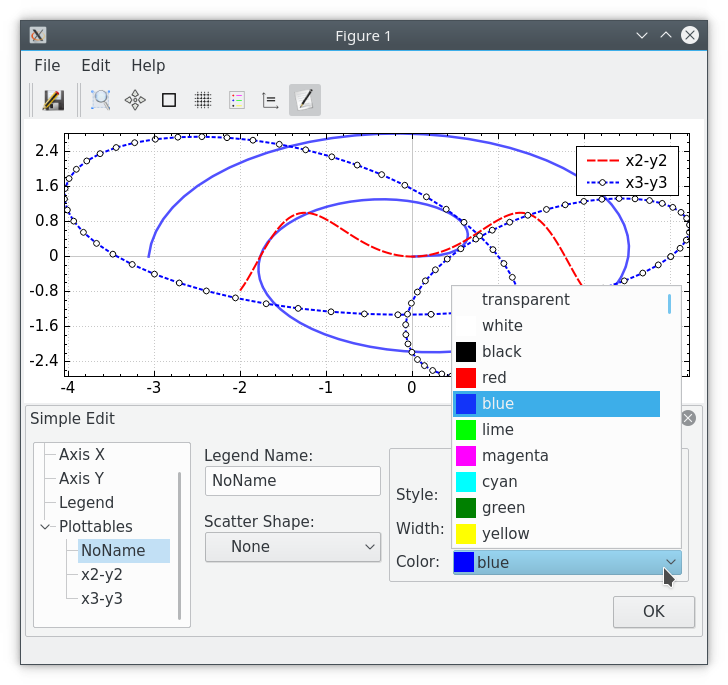 Figure 1
File Edit Help
2.4
1.6
0.8
0
-0.8
-1.6
-2.4
-4 -3 -2 -1 0
x2-y2
x3-y3
Simple Edit
Axis X
Axis Y
Legend
Plottables
NoName
x2-y2
x3-y3
Legend Name:
NoName
Scatter Shape:
None
Style:
Width:
Color:
transparent
white
black
red
blue
lime
magenta
cyan
green
yellow
blue
OK